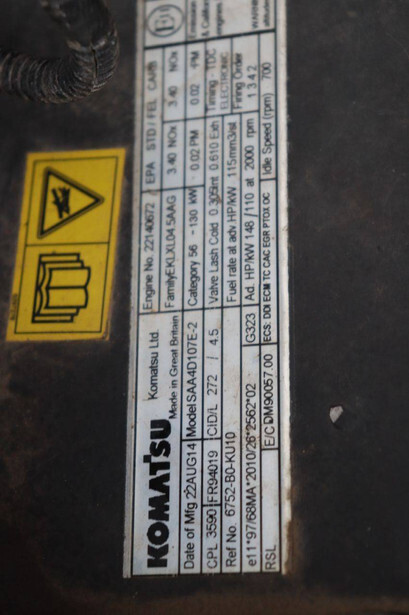 KOMATSU Komatsu Ltd. Made in Great Britain
Engine No. 22140672 / EPA STD / FEL CARB
FamilyEKLXL04.5AAG 3.40 NOx 3.40 NOx
Date of Mfg 22AUG14 Model SAA4D107E-2 Category 56 -130 kW 0.02 PM 0.02 PM
CPL 3590 FR94019 CID/L 272 / 4.5 Valve Lash Cold 0.305Int 0.610 Exh Timing TDC ELECTRONIC
Ref No. 6752-B0-KU10 Fuel rate at adv.HP/kW 115mm3/st Firing Order 1 3 4 2
e11*97/68MA*2010/26*2562*02 G323 Ad. HP/kW 148 / 110 at 2000 rpm Idle Speed (rpm) 700
RSL E/C DM90057.00 ECS: DDI ECM TC CAC EGR PTOX OC